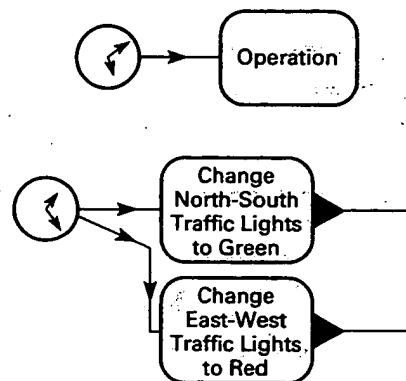 Operation
Change
North-South
Traffic Lights
to Green
Change
East-West
Traffic Lights
to Red